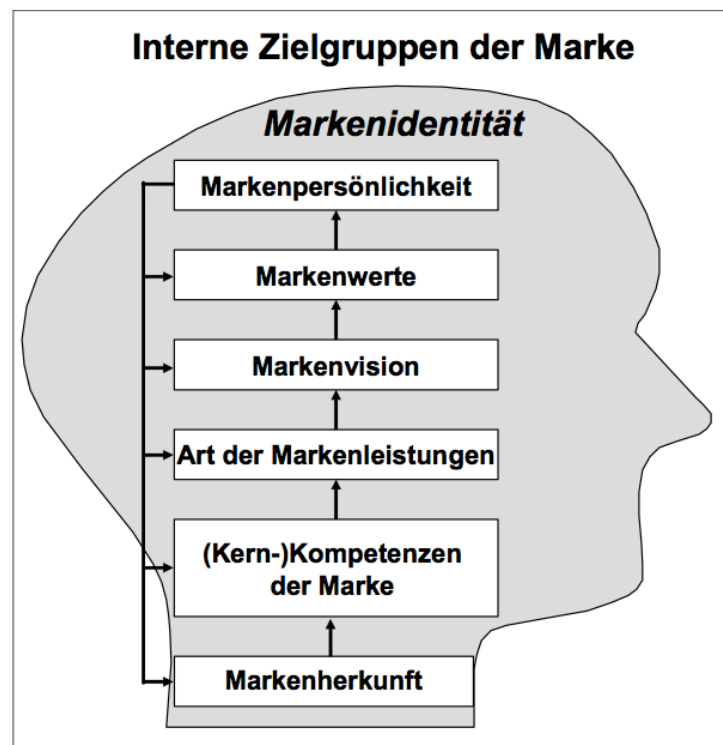 Interne Zielgruppen der Marke
Markenidentität
Markenpersönlichkeit
Markenwerte
Markenvision
Art der Markenleistungen
(Kern-)Kompetenzen
der Marke
Markenherkunft